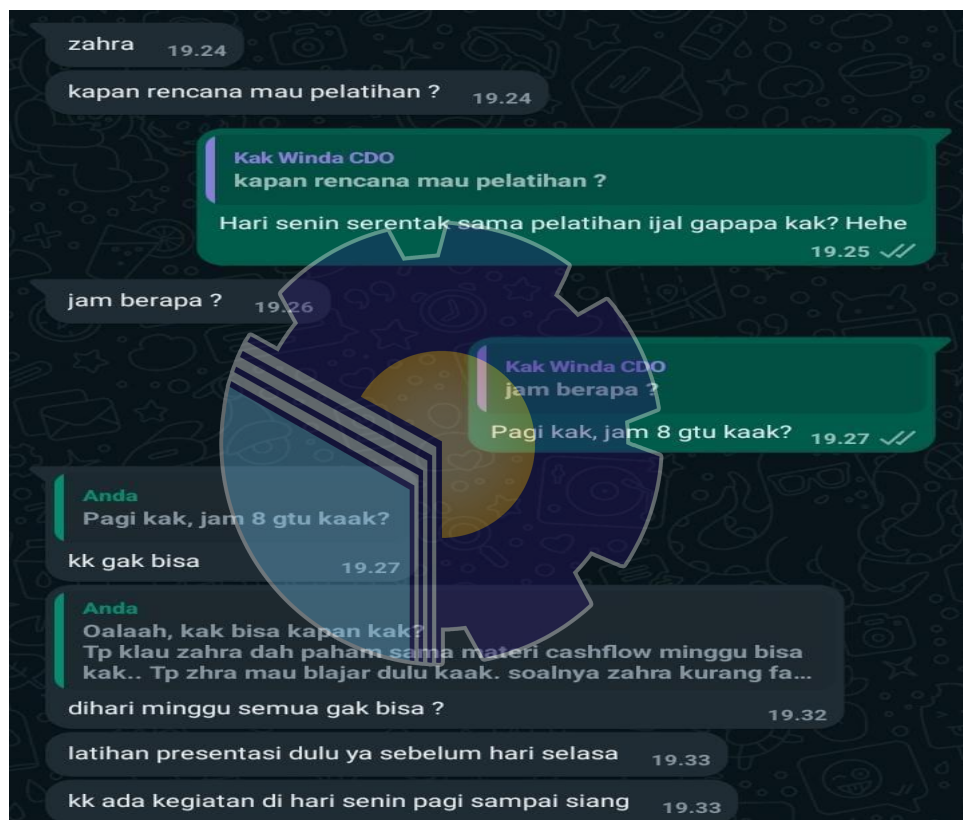 zahra 19.24
kapan rencana mau pelatihan ? 19.24
Kak Winda CDO
kapan rencana mau pelatihan ?
Hari senin serentak sama pelatihan ijal gapapa kak? Hehe
19.25
jam berapa ? 19.26
Kak Winda CDO
jam berapa ?
Pagi kak, jam 8 gtu kaak? 19.27
Anda
Pagi kak, jam 8 gtu kaak?
kk gak bisa 19.27
Anda
Oalaah, kak bisa kapan kak?
Tp klau zahra dah paham sama materi cashflow minggu bisa
kak.. Tp zhra mau blajar dulu kaak. soalnya zahra kurang fa...
dihari minggu semua gak bisa ? 19.32
latihan presentasi dulu ya sebelum hari selasa 19.33
kk ada kegiatan di hari senin pagi sampai siang 19.33